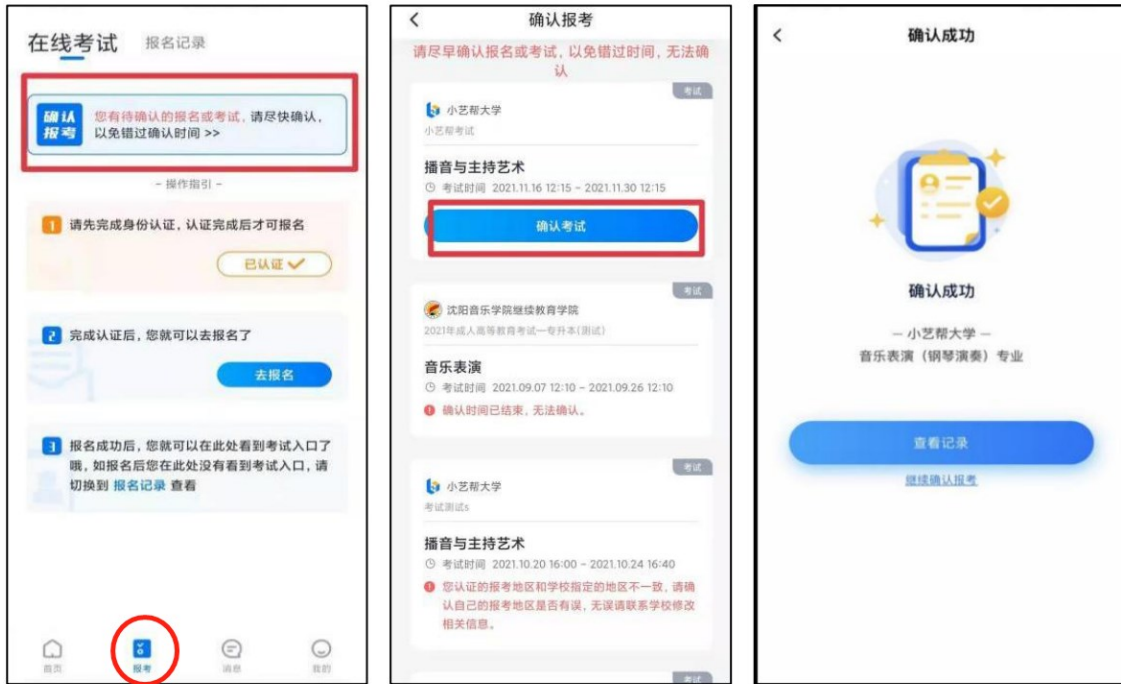 在线考试 报名记录
确认
报考
您有待确认的报名或考试，请尽快确认，
以免错过确认时间 >>
- 操作指引 -
1 请先完成身份认证，认证完成后才可报名
已认证
2 完成认证后，您就可以去报名了
去报名
3 报名成功后，您就可以在此处看到考试入口了
哦，如报名后您在此处没有看到考试入口，请
切换到 报名记录 查看
首页 报考 消息 我的
确认报考
请尽早确认报名或考试，以免错过时间，无法确
认
考试
小艺帮大学
小艺帮考试
播音与主持艺术
考试时间 2021.11.16 12:15 - 2021.11.30 12:15
确认考试
考试
沈阳音乐学院继续教育学院
2021年成人高等教育考试—专升本(测试)
音乐表演
考试时间 2021.09.07 12:10 - 2021.09.26 12:10
确认时间已结束，无法确认。
考试
小艺帮大学
考试测试s
播音与主持艺术
考试时间 2021.10.20 16:00 - 2021.10.24 16:40
您认证的报考地区和学校指定的地区不一致，请确
认自己的报考地区是否有误，无误请联系学校修改
相关信息。
考试
确认成功
确认成功
— 小艺帮大学 —
音乐表演（钢琴演奏）专业
查看记录
继续确认报考